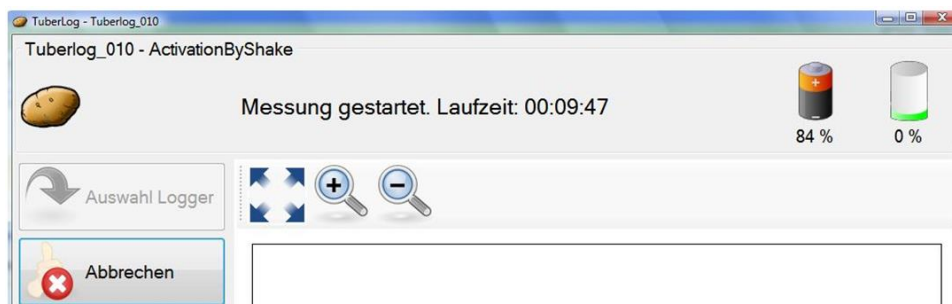 TuberLog - Tuberlog_010
Tuberlog_010 - ActivationByShake
Messung gestartet. Laufzeit: 00:09:47
84 %
0 %
Auswahl Logger
Abbrechen